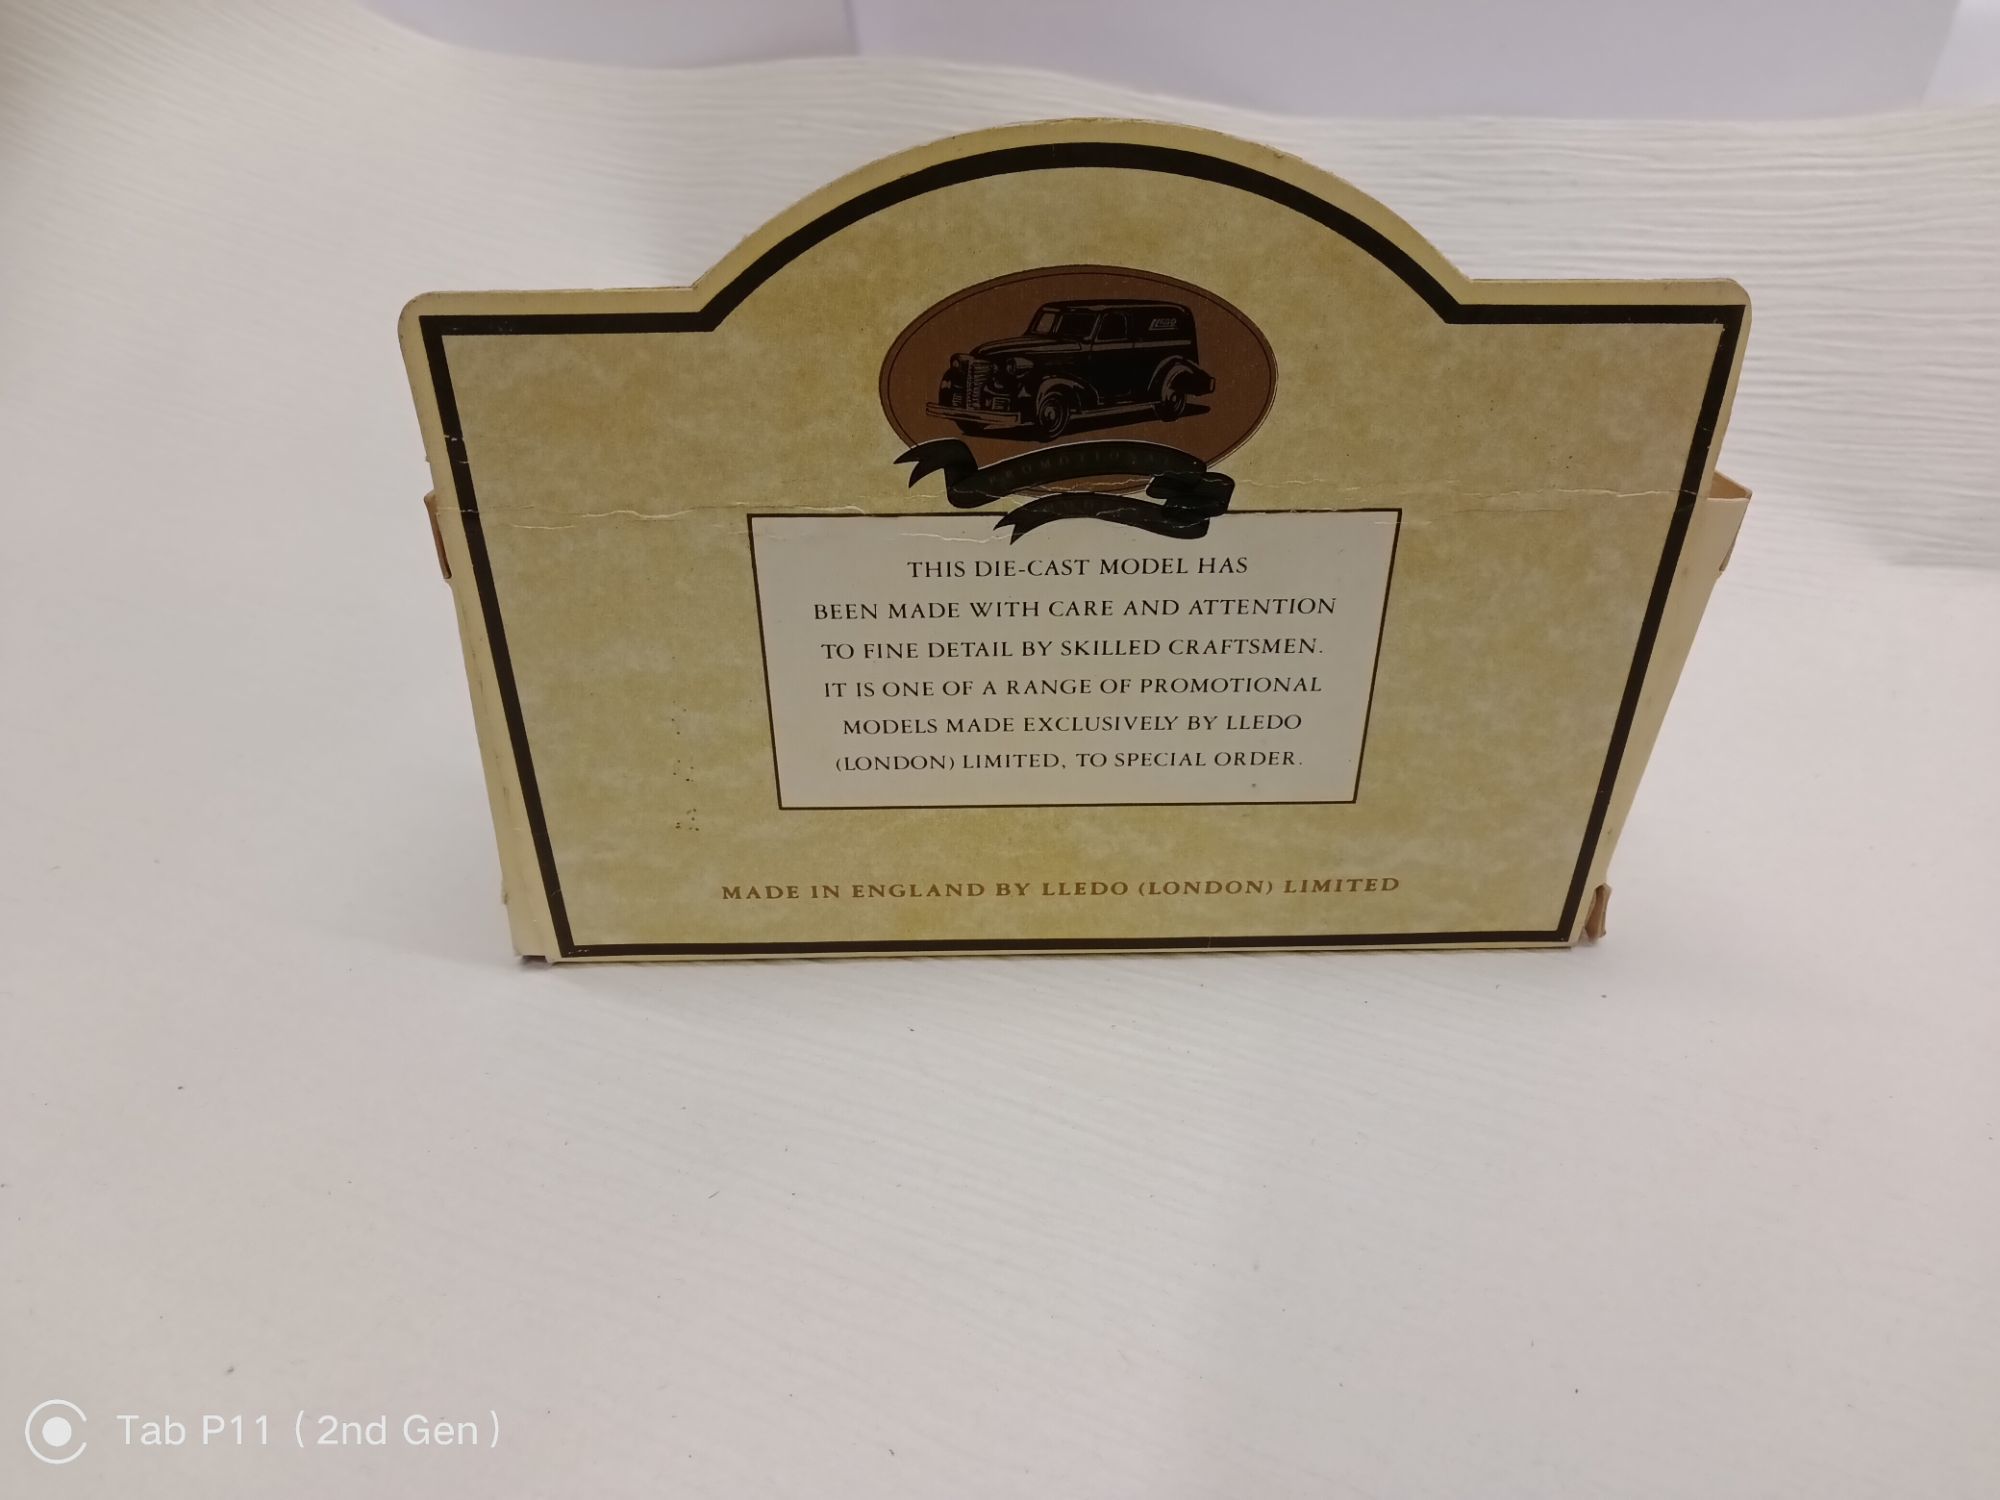 PROMOTIONAL
THIS DIE-CAST MODEL HAS
BEEN MADE WITH CARE AND ATTENTION
TO FINE DETAIL BY SKILLED CRAFTSMEN.
IT IS ONE OF A RANGE OF PROMOTIONAL
MODELS MADE EXCLUSIVELY BY LLEDO
(LONDON) LIMITED, TO SPECIAL ORDER.
MADE IN ENGLAND BY LLEDO (LONDON) LIMITED
Tab P11 (2nd Gen)